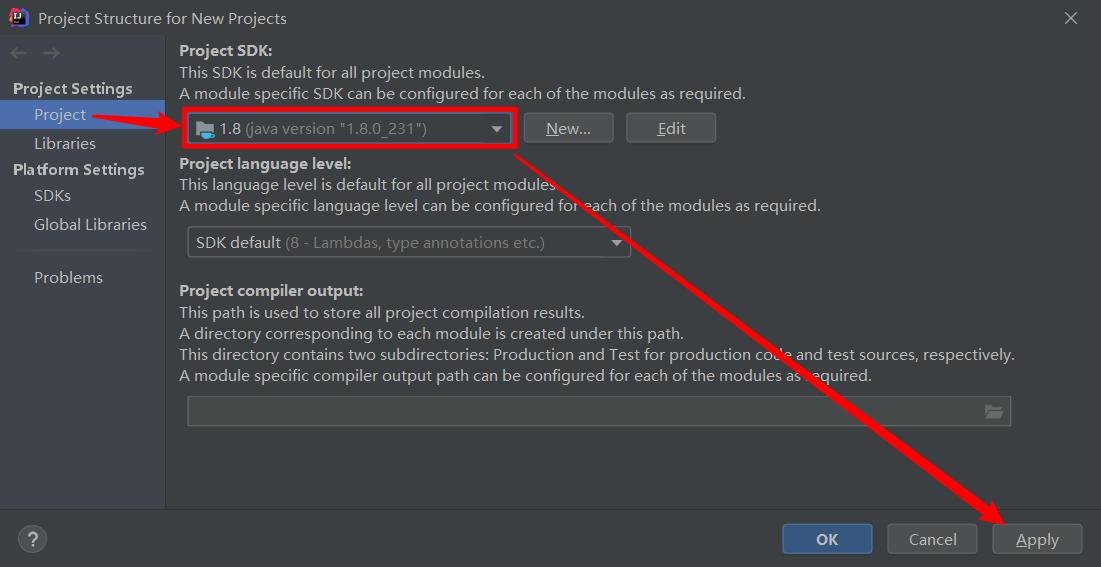 Project Structure for New Projects
Project Settings
Project
Libraries
Platform Settings
SDKs
Global Libraries
Problems
Project SDK:
This SDK is default for all project modules.
A module specific SDK can be configured for each of the modules as required.
1.8 (java version "1.8.0_231")
New...
Edit
Project language level:
This language level is default for all project modules.
A module specific language level can be configured for each of the modules as required.
SDK default (8 - Lambdas, type annotations etc.)
Project compiler output:
This path is used to store all project compilation results.
A directory corresponding to each module is created under this path.
This directory contains two subdirectories: Production and Test for production code and test sources, respectively.
A module specific compiler output path can be configured for each of the modules as required.
?
OK
Cancel
Apply